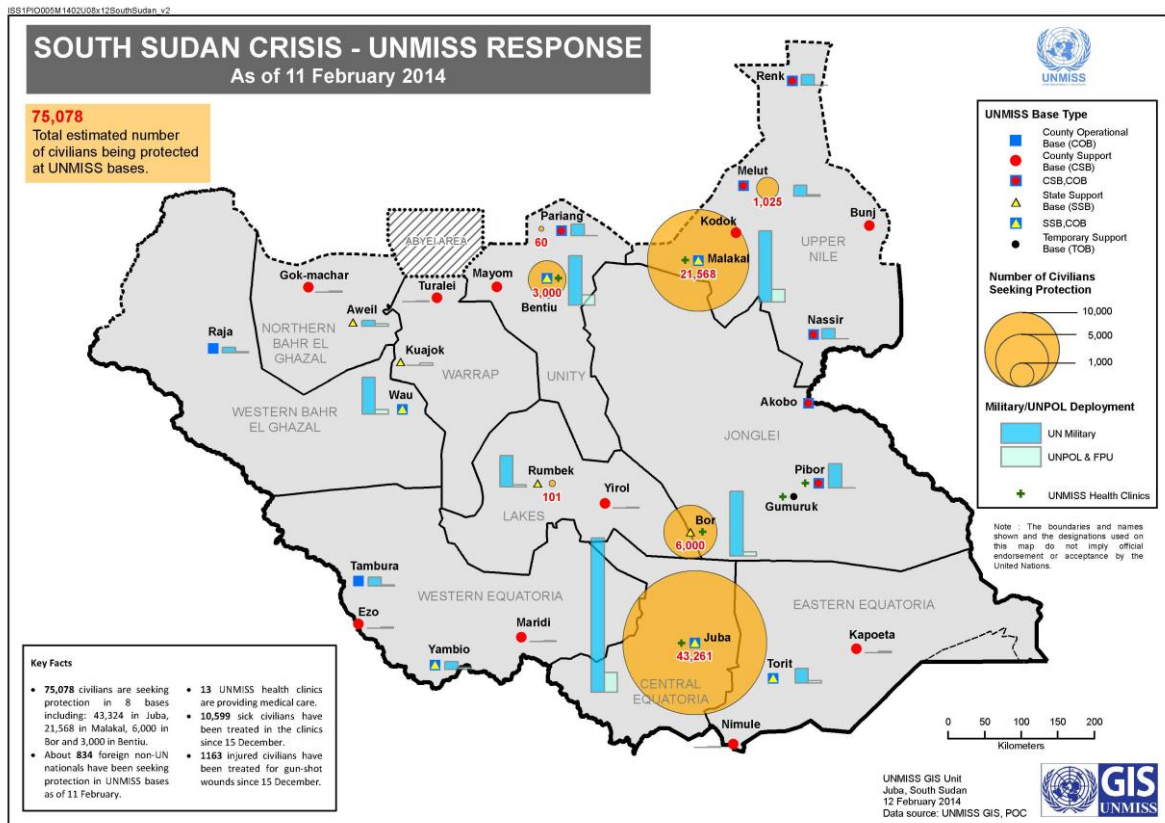 ISS1PIO005M1402U08x12SouthSudan_v2
SOUTH SUDAN CRISIS - UNMISS RESPONSE
As of 11 February 2014
75,078
Total estimated number
of civilians being protected
at UNMISS bases.
UNMISS
UNMISS Base Type
County Operational
Base (COB)
County Support
Base (CSB)
CSB,COB
State Support
Base (SSB)
SSB,COB
Temporary Support
Base (TOB)
Number of Civilians
Seeking Protection
10,000
5,000
1,000
Military/UNPOL Deployment
UN Military
UNPOL & FPU
UNMISS Health Clinics
Note : The boundaries and names
shown and the designations used on
this map do not imply official
endorsement or acceptance by the
United Nations.
Renk
Melut
1,025
Kodok
Bunj
UPPER
NILE
Malakal
21,568
Nassir
Pariang
60
ABYEI AREA
Gok-machar
Turalei
Mayom
3,000
Bentiu
Aweil
Raja
NORTHERN
BAHR EL
GHAZAL
Kuajok
WARRAP
UNITY
Wau
WESTERN BAHR
EL GHAZAL
Akobo
JONGLEI
Pibor
Gumuruk
Rumbek
101
Yirol
LAKES
Bor
6,000
Tambura
WESTERN EQUATORIA
EASTERN EQUATORIA
Ezo
Maridi
Yambio
Juba
43,261
CENTRAL
EQUATORIA
Kapoeta
Torit
Nimule
Key Facts
• 75,078 civilians are seeking
protection in 8 bases
including: 43,324 in Juba,
21,568 in Malakal, 6,000 in
Bor and 3,000 in Bentiu.
• About 834 foreign non-UN
nationals have been seeking
protection in UNMISS bases
as of 11 February.
• 13 UNMISS health clinics
are providing medical care.
• 10,599 sick civilians have
been treated in the clinics
since 15 December.
• 1163 injured civilians have
been treated for gun-shot
wounds since 15 December.
0 50 100 150 200
Kilometers
UNMISS GIS Unit
Juba, South Sudan
12 February 2014
Data source: UNMISS GIS, POC
GIS
UNMISS